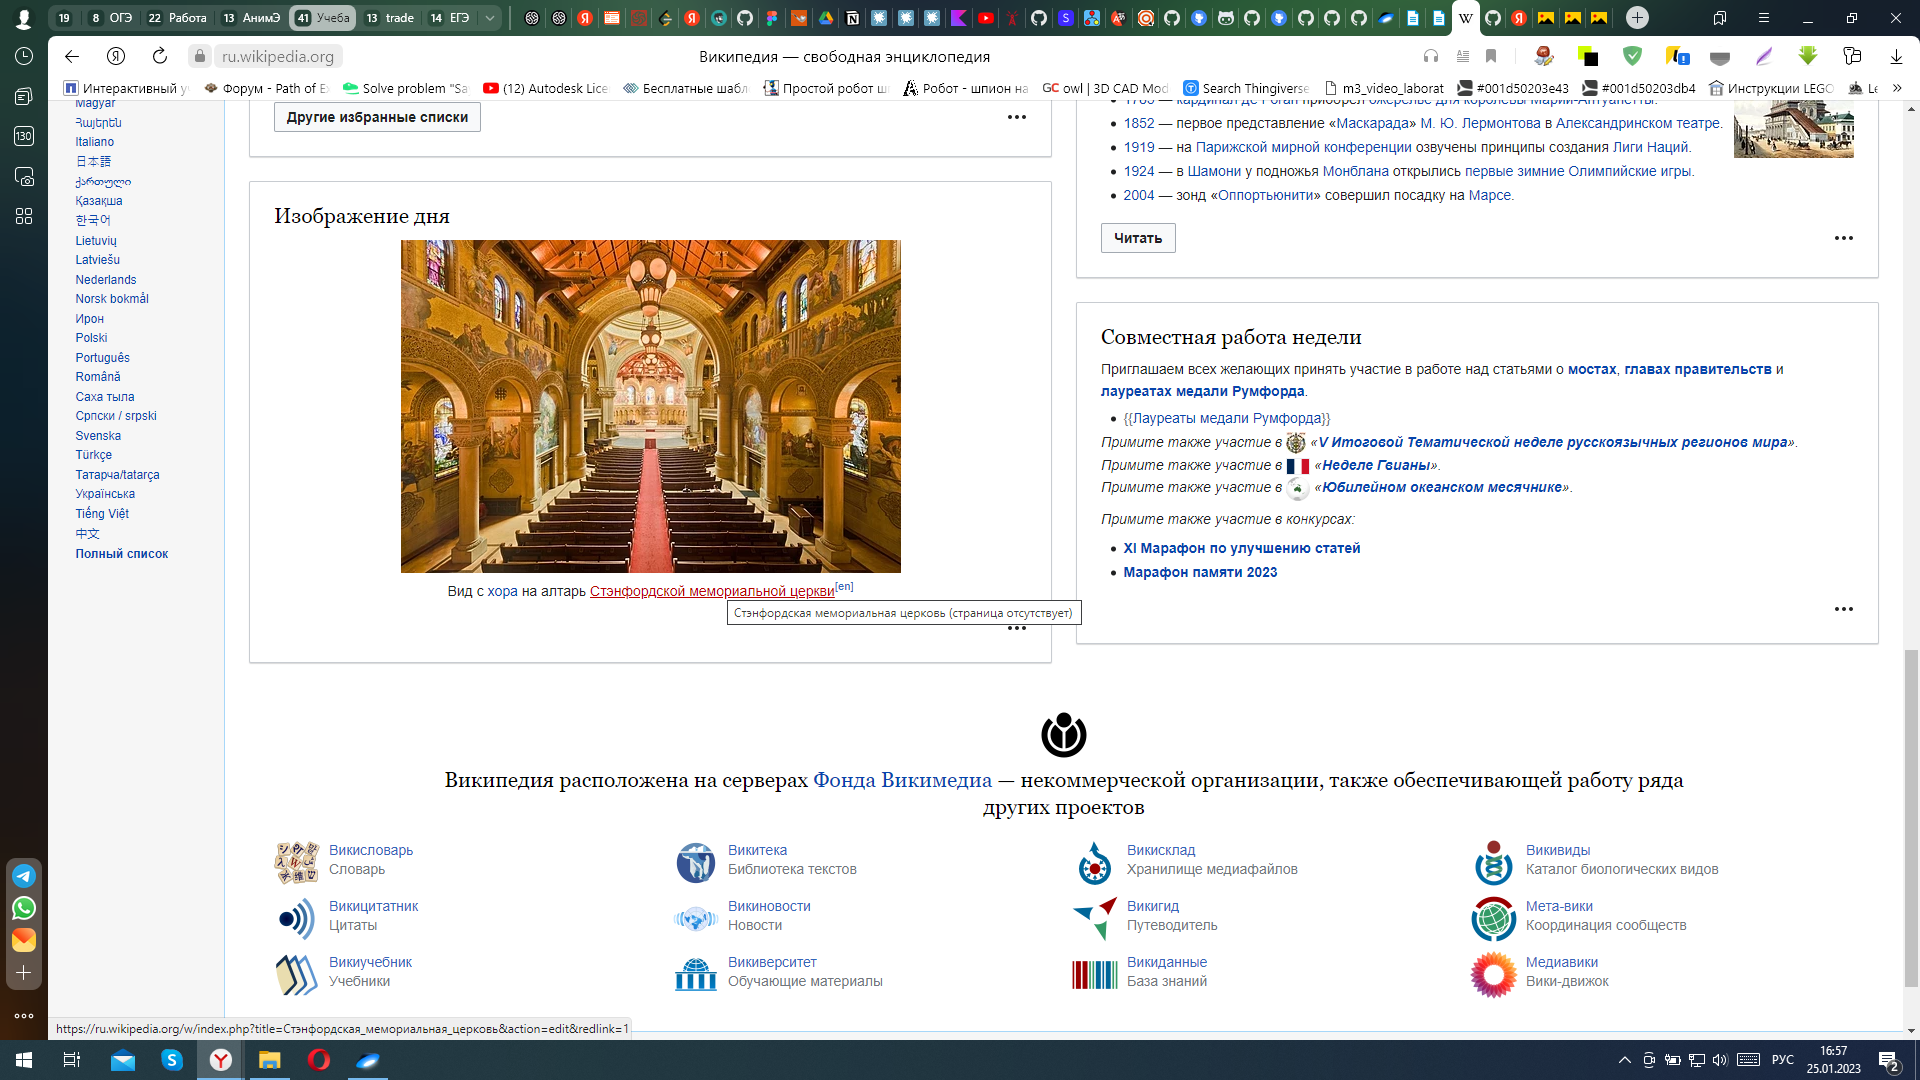 19
8 ОГЭ
22 Работа
13 АнимЭ
41 Учеба
13 trade
14 ЕГЭ
ru.wikipedia.org
Википедия — свободная энциклопедия
Интерактивный у
Форум - Path of Ex
Solve problem "Sa
(12) Autodesk Lice
Бесплатные шабл
Простой робот ш
Робот - шпион на
GC owl | 3D CAD Mod
Search Thingiverse
m3_video_laborat
#001d50203e43
#001d50203db4
Инструкции LEGO
Le
130
Magyar
Հայերեն
Italiano
日本語
ქართული
Қазақша
한국어
Lietuvių
Latviešu
Nederlands
Norsk bokmål
Ирон
Polski
Português
Română
Саха тыла
Српски / srpski
Svenska
Türkçe
Татарча/tatarça
Українська
Tiếng Việt
中文
Полный список
Другие избранные списки
Изображение дня
Вид с хора на алтарь Стэнфордской мемориальной церкви[en]
Стэнфордская мемориальная церковь (страница отсутствует)
1785 — кардинал де Роган приобрёл ожерелье для королевы Марии-Антуанетты.
1852 — первое представление «Маскарада» М. Ю. Лермонтова в Александринском театре.
1919 — на Парижской мирной конференции озвучены принципы создания Лиги Наций.
1924 — в Шамони у подножья Монблана открылись первые зимние Олимпийские игры.
2004 — зонд «Оппортьюнити» совершил посадку на Марсе.
Читать
Совместная работа недели
Приглашаем всех желающих принять участие в работе над статьями о мостах, главах правительств и
лауреатах медали Румфорда.
{{Лауреаты медали Румфорда}}
Примите также участие в «V Итоговой Тематической неделе русскоязычных регионов мира».
Примите также участие в «Неделе Гвианы».
Примите также участие в «Юбилейном океанском месячнике».
Примите также участие в конкурсах:
XI Марафон по улучшению статей
Марафон памяти 2023
Википедия расположена на серверах Фонда Викимедиа — некоммерческой организации, также обеспечивающей работу ряда
других проектов
Викисловарь
Словарь
Викитека
Библиотека текстов
Викисклад
Хранилище медиафайлов
Викивиды
Каталог биологических видов
Викицитатник
Цитаты
Викиновости
Новости
Викигид
Путеводитель
Мета-вики
Координация сообществ
Викиучебник
Учебники
Викиверситет
Обучающие материалы
Викиданные
База знаний
Медиавики
Вики-движок
https://ru.wikipedia.org/w/index.php?title=Стэнфордская_мемориальная_церковь&action=edit&redlink=1
РУС
16:57
25.01.2023
2